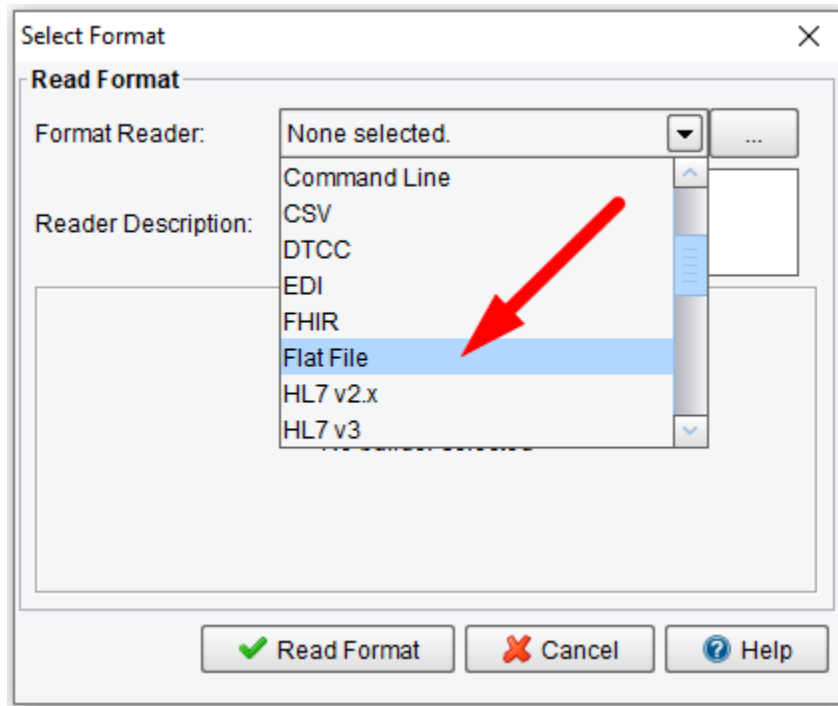 Select Format
Read Format
Format Reader: None selected. ...
Command Line
CSV
Reader Description:
DTCC
EDI
FHIR
Flat File
HL7 v2.x
HL7 v3
Read Format Cancel Help